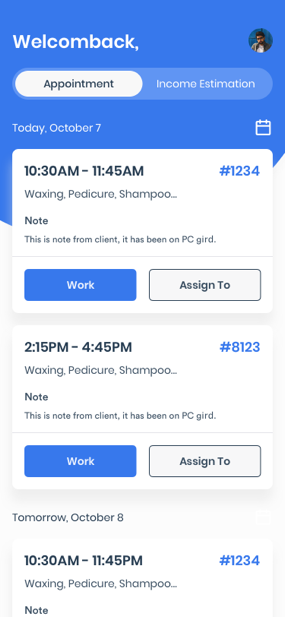 Welcomback,
Appointment
Income Estimation
Today, October 7
10:30AM - 11:45AM
#1234
Waxing, Pedicure, Shampoo...
Note
This is note from client, it has been on PC gird.
Work
Assign To
2:15PM - 4:45PM
#8123
Waxing, Pedicure, Shampoo...
Note
This is note from client, it has been on PC gird.
Work
Assign To
Tomorrow, October 8
10:30AM - 11:45PM
#1234
Waxing, Pedicure, Shampoo...
Note